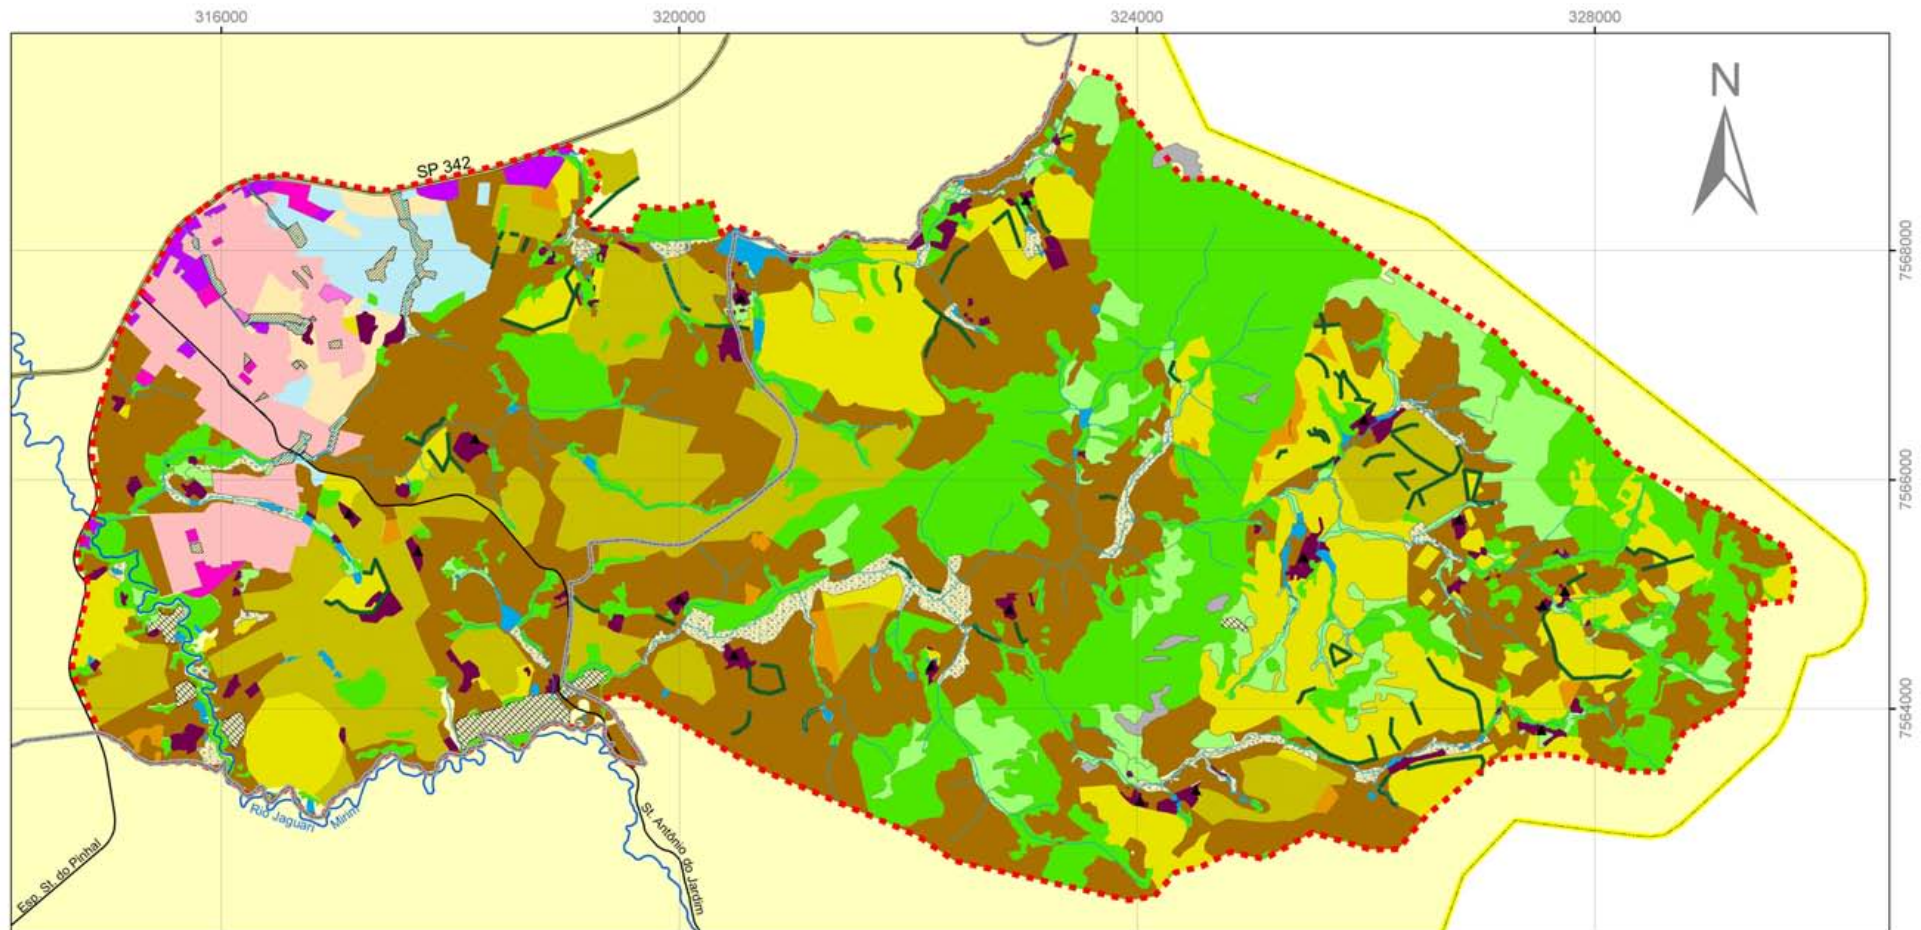 316000
320000
324000
328000
N
SP 342
7568000
7566000
7564000
Rio Jaguari Mirim
Esp. St. do Pinhal
St. Antônio do Jardim